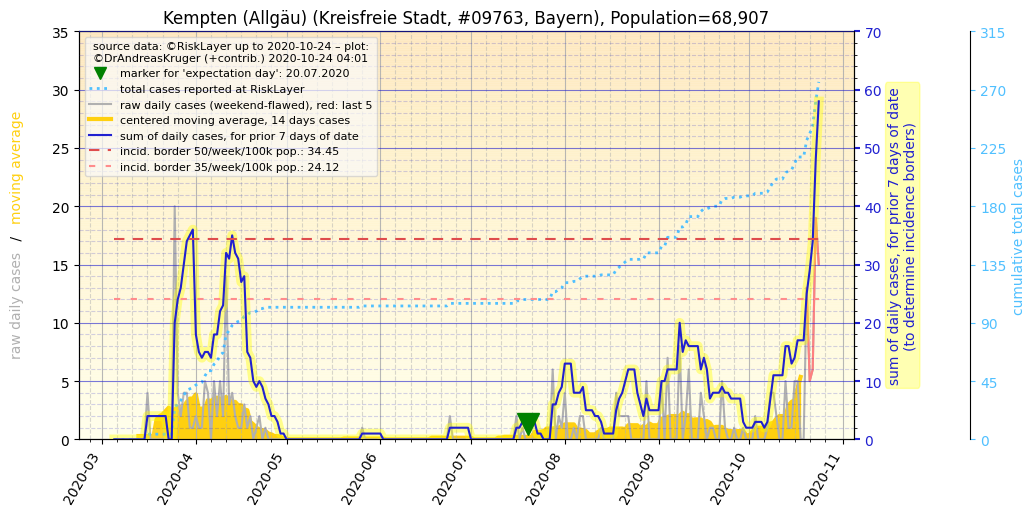 Kempten (Allgäu) (Kreisfreie Stadt, #09763, Bayern), Population=68,907
source data: ©RiskLayer up to 2020-10-24 – plot:
©DrAndreasKruger (+contrib.) 2020-10-24 04:01
marker for 'expectation day': 20.07.2020
total cases reported at RiskLayer
raw daily cases (weekend-flawed), red: last 5
centered moving average, 14 days cases
sum of daily cases, for prior 7 days of date
incid. border 50/week/100k pop.: 34.45
incid. border 35/week/100k pop.: 24.12
raw daily cases / moving average
35
30
25
20
15
10
5
0
2020-03
2020-04
2020-05
2020-06
2020-07
2020-08
2020-09
2020-10
2020-11
70
60
50
40
30
20
10
0
sum of daily cases, for prior 7 days of date
(to determine incidence borders)
315
270
225
180
135
90
45
0
cumulative total cases